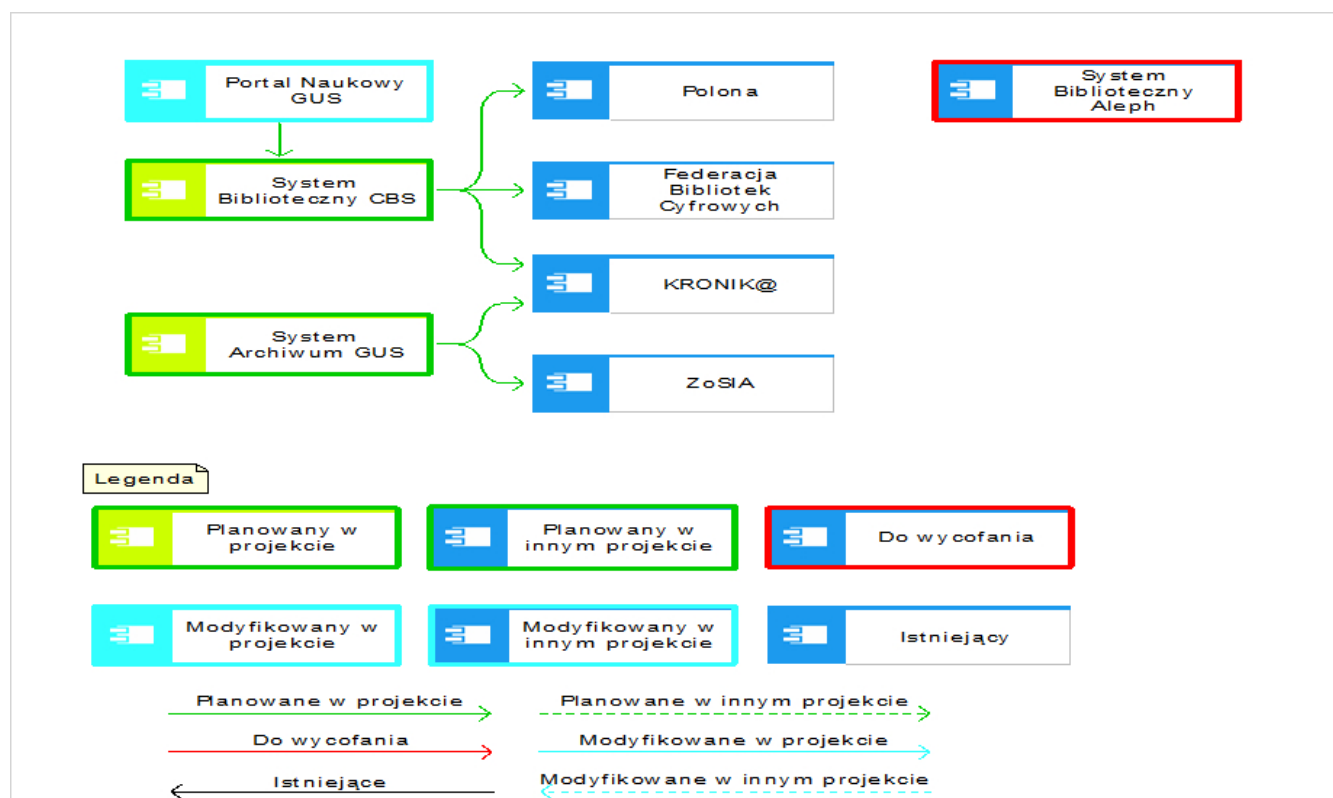 Portal Naukowy
GUS
Polona
System
Biblioteczny
Aleph
System
Biblioteczny CBS
Federacja
Bibliotek
Cyfrowych
KRONIK@
System
Archiwum GUS
ZoSIA
Legenda
Planowany w
projekcie
Planowany w
innym projekcie
Do wycofania
Modyfikowany w
projekcie
Modyfikowany w
innym projekcie
Istniejący
Planowane w projekcie
Planowane w innym projekcie
Do wycofania
Modyfikowane w projekcie
Istniejące
Modyfikowane w innym projekcie